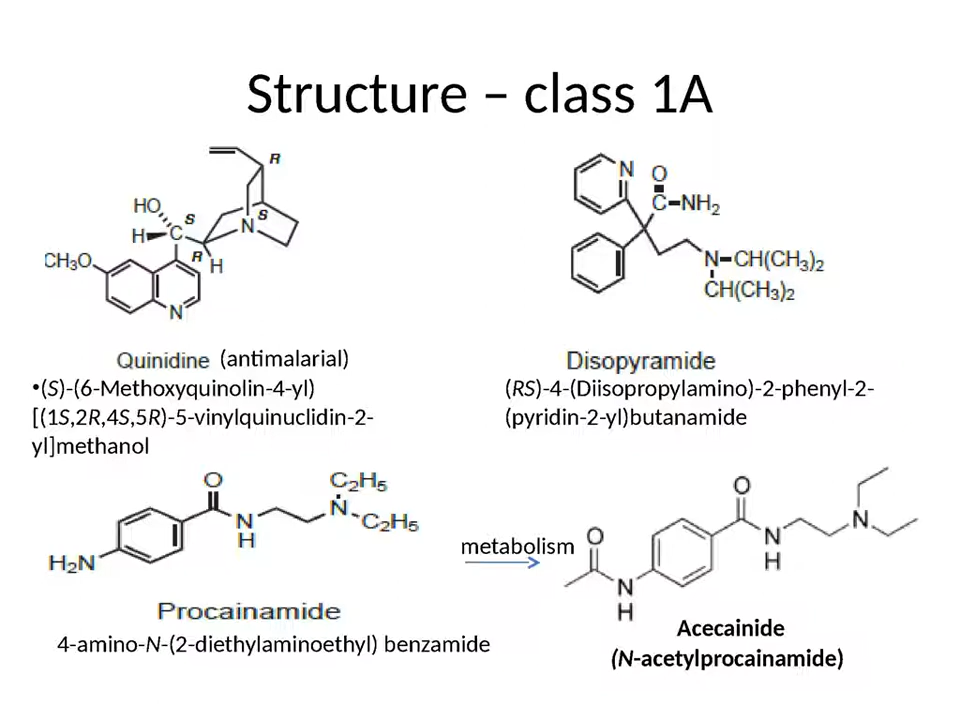 Structure – class 1A
R
HO
S
S
N
H
C
R
H
CH₃O
N
N
O
C
NH₂
N
CH(CH₃)₂
CH(CH₃)₂
Quinidine (antimalarial)
•(S)-(6-Methoxyquinolin-4-yl)
[(1S,2R,4S,5R)-5-vinylquinuclidin-2-
yl]methanol
Disopyramide
(RS)-4-(Diisopropylamino)-2-phenyl-2-
(pyridin-2-yl)butanamide
O
C₂H₅
N
C₂H₅
N
H
H₂N
Procainamide
4-amino-N-(2-diethylaminoethyl) benzamide
metabolism
O
O
N
N
H
N
H
Acecainide
(N-acetylprocainamide)